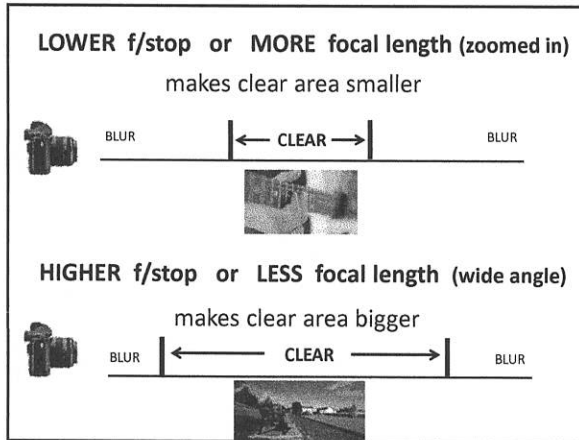 LOWER f/stop or MORE focal length (zoomed in)
makes clear area smaller
BLUR CLEAR BLUR
HIGHER f/stop or LESS focal length (wide angle)
makes clear area bigger
BLUR CLEAR BLUR